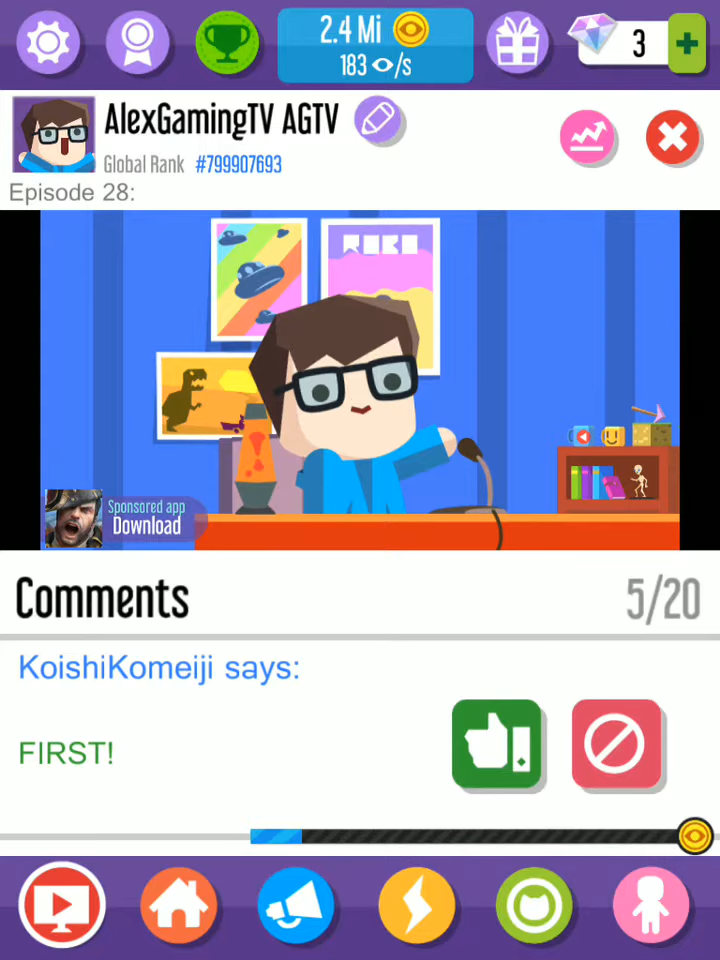 2.4 Mi
183 /s
3
AlexGamingTV AGTV
Global Rank #799907693
Episode 28:
Sponsored app
Download
Comments
5/20
KoishiKomeiji says:
FIRST!